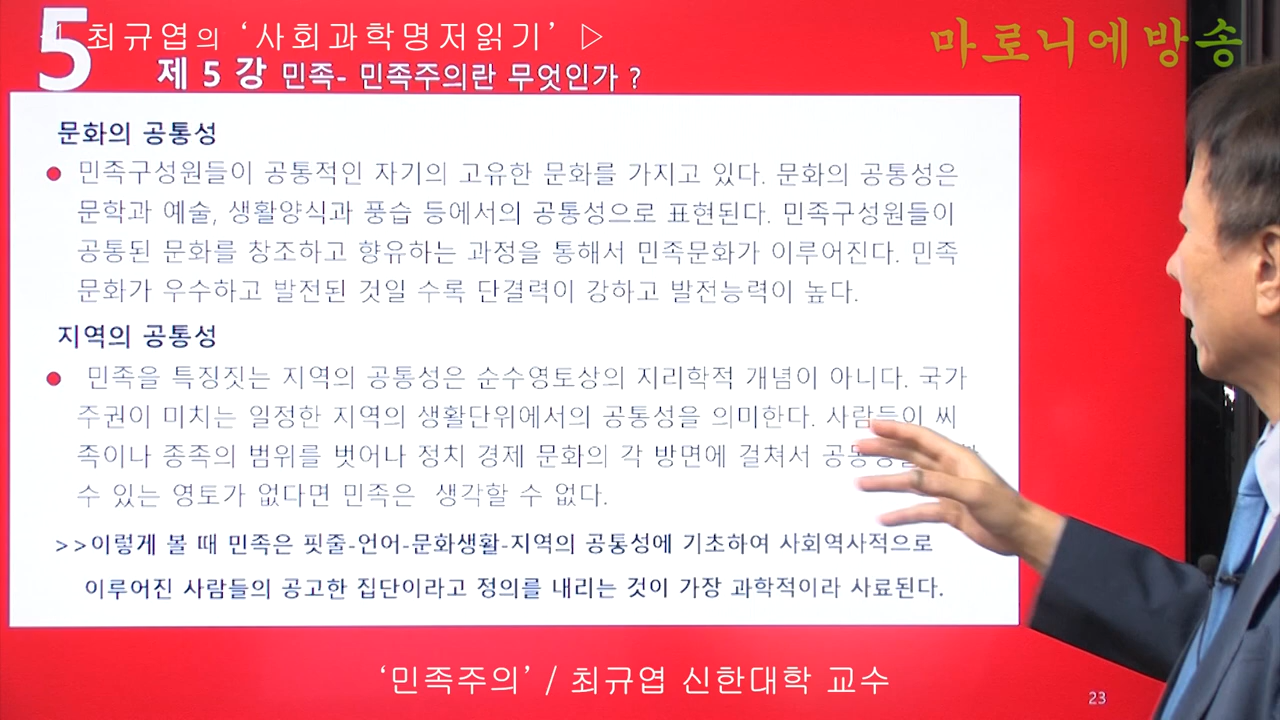 5 최규엽의 ‘사회과학명저읽기’ ▷
마로니에방송
제 5 강 민족- 민족주의란 무엇인가 ?
문화의 공통성
● 민족구성원들이 공통적인 자기의 고유한 문화를 가지고 있다. 문화의 공통성은
문학과 예술, 생활양식과 풍습 등에서의 공통성으로 표현된다. 민족구성원들이
공통된 문화를 창조하고 향유하는 과정을 통해서 민족문화가 이루어진다. 민족
문화가 우수하고 발전된 것일 수록 단결력이 강하고 발전능력이 높다.
지역의 공통성
● 민족을 특징짓는 지역의 공통성은 순수영토상의 지리학적 개념이 아니다. 국가
주권이 미치는 일정한 지역의 생활단위에서의 공통성을 의미한다. 사람들이 씨
족이나 종족의 범위를 벗어나 정치 경제 문화의 각 방면에 걸쳐서
수 있는 영토가 없다면 민족은 생각할 수 없다.
>>이렇게 볼 때 민족은 핏줄-언어-문화생활-지역의 공통성에 기초하여 사회역사적으로
이루어진 사람들의 공고한 집단이라고 정의를 내리는 것이 가장 과학적이라 사료된다.
‘민족주의’ / 최규엽 신한대학 교수
23